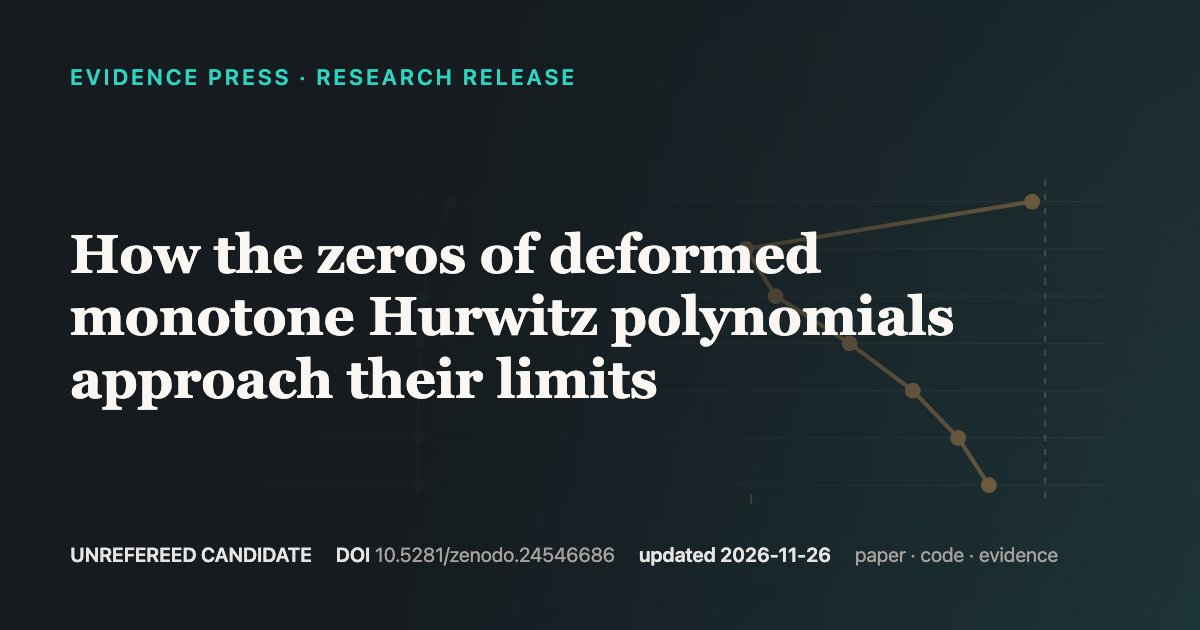 EVIDENCE PRESS · RESEARCH RELEASE
How the zeros of deformed
monotone Hurwitz polynomials
approach their limits
UNREFEREED CANDIDATE DOI 10.5281/zenodo.24546686 updated 2026-11-26 paper · code · evidence